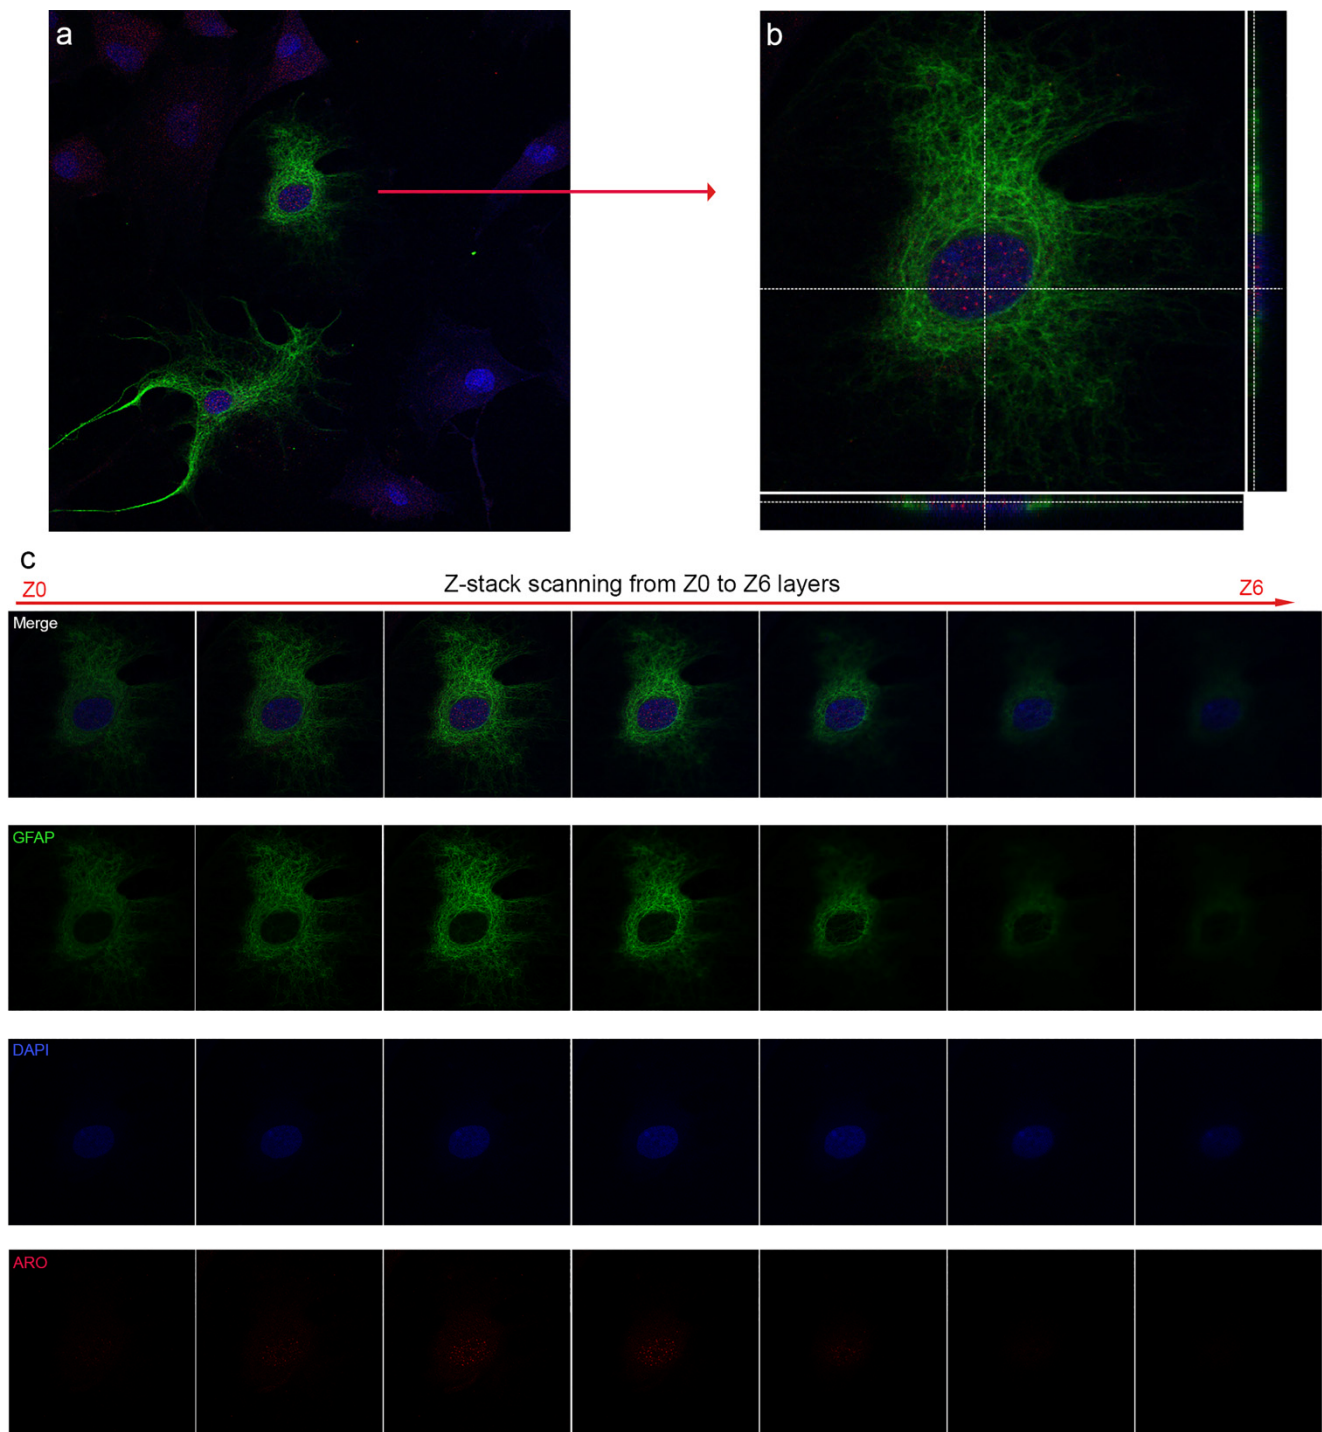 a
b
c
Z-stack scanning from Z0 to Z6 layers
Z0
Z6
Merge
GFAP
DAPI
ARO